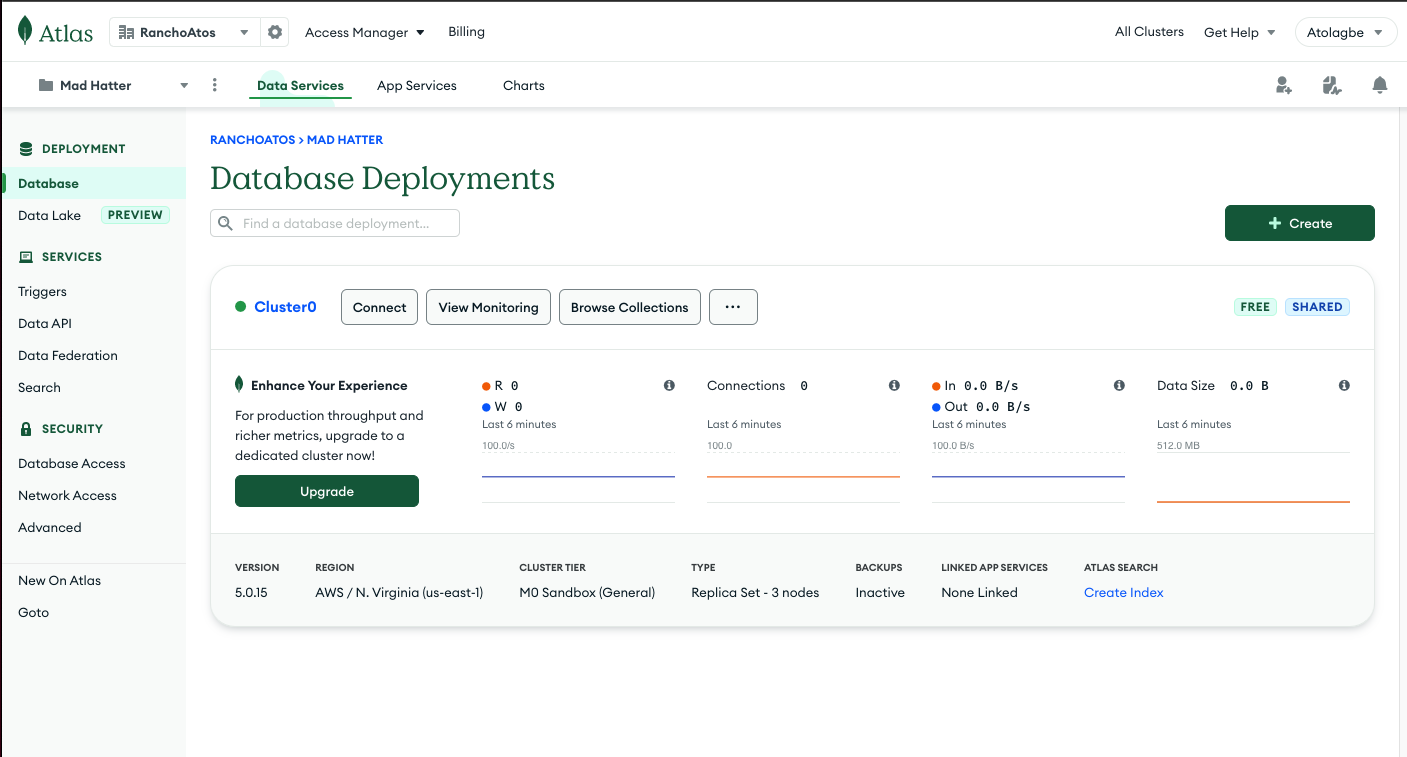 Atlas RanchoAtos Access Manager Billing All Clusters Get Help Atolagbe
Mad Hatter Data Services App Services Charts
DEPLOYMENT
Database
Data Lake PREVIEW
SERVICES
Triggers
Data API
Data Federation
Search
SECURITY
Database Access
Network Access
Advanced
New On Atlas
Goto
RANCHOATOS > MAD HATTER
Database Deployments
Find a database deployment...
+ Create
Cluster0 Connect View Monitoring Browse Collections ... FREE SHARED
Enhance Your Experience
For production throughput and
richer metrics, upgrade to a
dedicated cluster now!
Upgrade
R 0
W 0
Last 6 minutes
100.0/s
Connections 0
Last 6 minutes
100.0
In 0.0 B/s
Out 0.0 B/s
Last 6 minutes
100.0 B/s
Data Size 0.0 B
Last 6 minutes
512.0 MB
VERSION REGION CLUSTER TIER TYPE BACKUPS LINKED APP SERVICES ATLAS SEARCH
5.0.15 AWS / N. Virginia (us-east-1) M0 Sandbox (General) Replica Set - 3 nodes Inactive None Linked Create Index